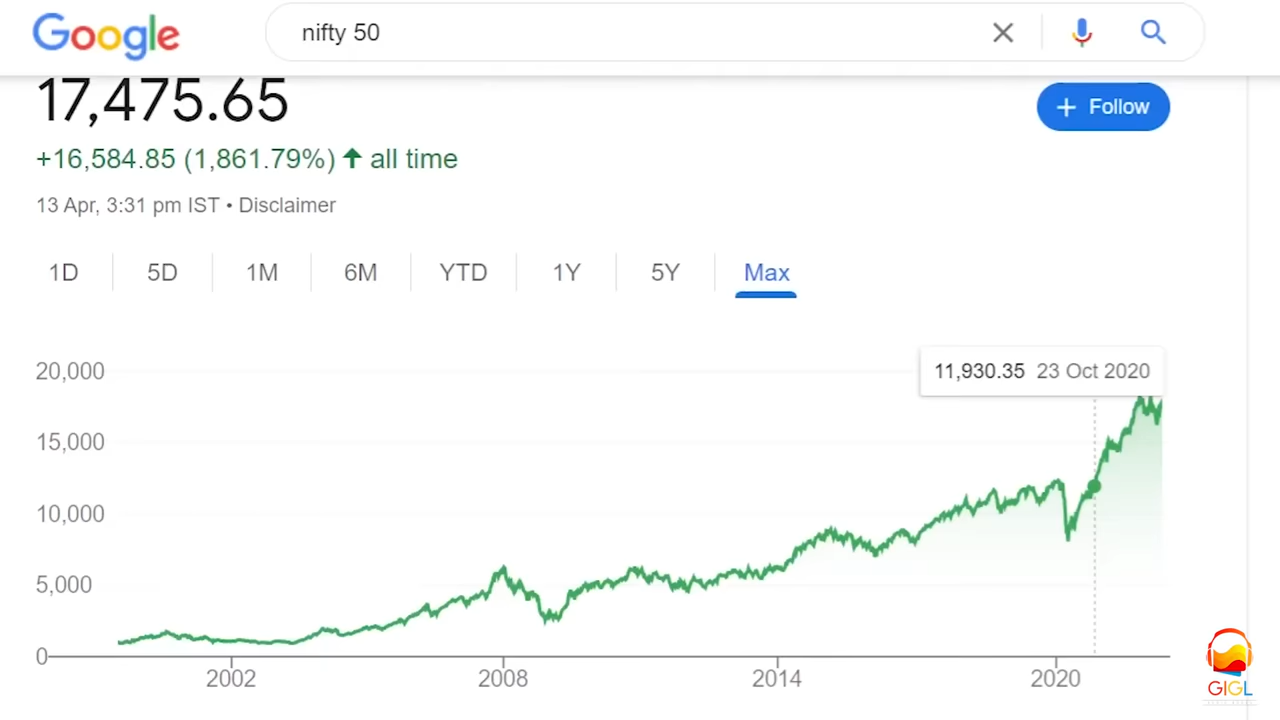 Google
nifty 50
17,475.65
+ Follow
+16,584.85 (1,861.79%) ↑ all time
13 Apr, 3:31 pm IST • Disclaimer
1D 5D 1M 6M YTD 1Y 5Y Max
11,930.35 23 Oct 2020
20,000
15,000
10,000
5,000
0
2002 2008 2014 2020
GIGL